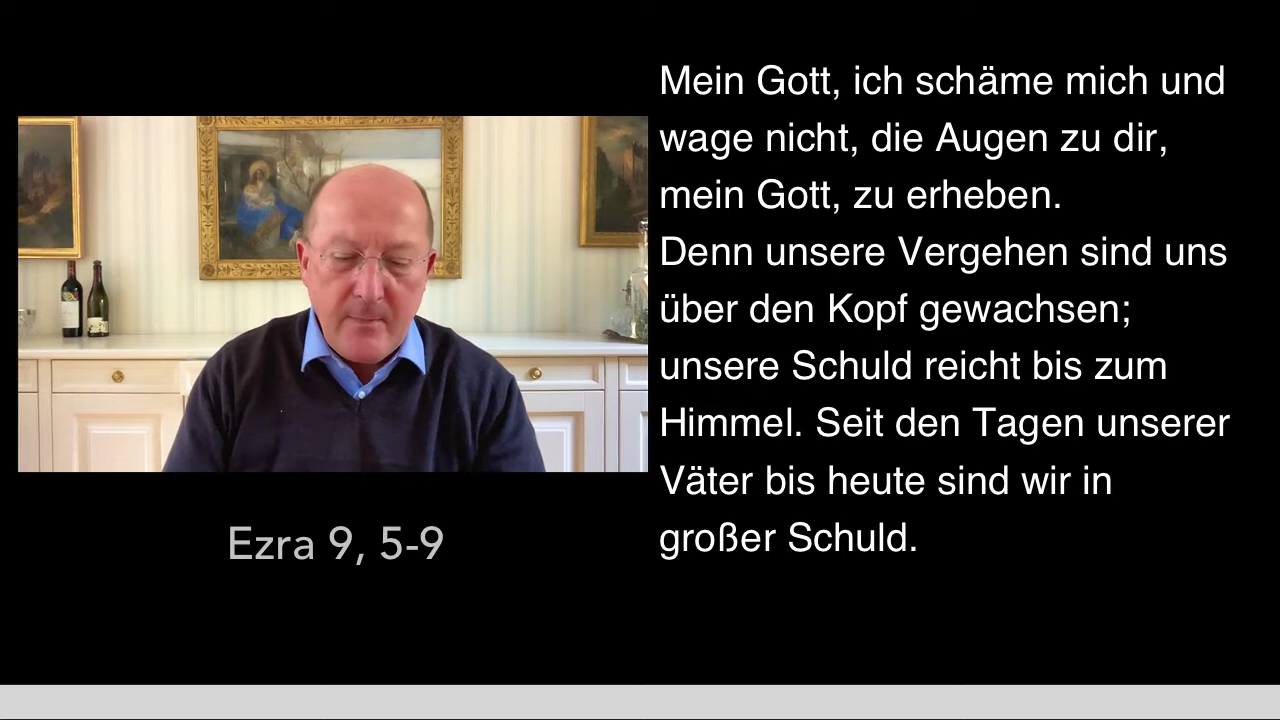 Mein Gott, ich schäme mich und
wage nicht, die Augen zu dir,
mein Gott, zu erheben.
Denn unsere Vergehen sind uns
über den Kopf gewachsen;
unsere Schuld reicht bis zum
Himmel. Seit den Tagen unserer
Väter bis heute sind wir in
großer Schuld.
Ezra 9, 5-9